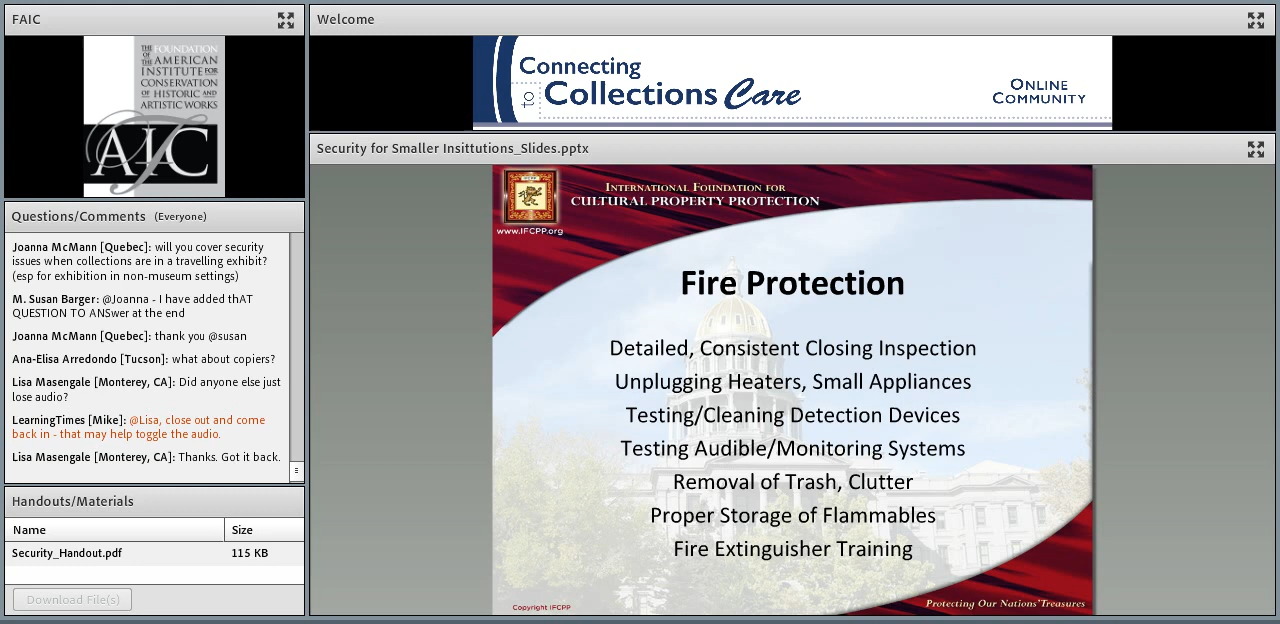 FAIC
THE FOUNDATION
OF THE AMERICAN
INSTITUTE FOR
CONSERVATION
OF HISTORIC AND
ARTISTIC WORKS
AIC
Questions/Comments (Everyone)
Joanna McMann [Quebec]: will you cover security
issues when collections are in a travelling exhibit?
(esp for exhibition in non-museum settings)
M. Susan Barger: @Joanna - I have added thAT
QUESTION TO ANSwer at the end
Joanna McMann [Quebec]: thank you @susan
Ana-Elisa Arredondo [Tucson]: what about copiers?
Lisa Masengale [Monterey, CA]: Did anyone else just
lose audio?
LearningTimes [Mike]: @Lisa, close out and come
back in - that may help toggle the audio.
Lisa Masengale [Monterey, CA]: Thanks. Got it back.
Handouts/Materials
Name Size
Security_Handout.pdf 115 KB
Download File(s)
Welcome
Connecting
to Collections Care
ONLINE
COMMUNITY
Security for Smaller Insittutions_Slides.pptx
IFCPP
INTERNATIONAL FOUNDATION FOR
CULTURAL PROPERTY PROTECTION
www.IFCPP.org
Fire Protection
Detailed, Consistent Closing Inspection
Unplugging Heaters, Small Appliances
Testing/Cleaning Detection Devices
Testing Audible/Monitoring Systems
Removal of Trash, Clutter
Proper Storage of Flammables
Fire Extinguisher Training
Copyright IFCPP
Protecting Our Nations' Treasures